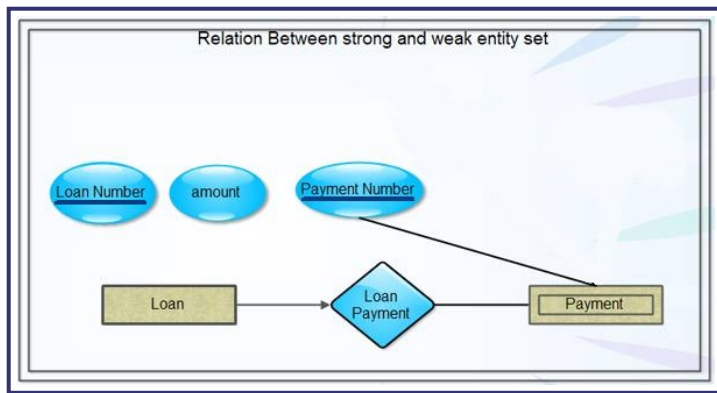 Relation Between strong and weak entity set
Loan Number
amount
Payment Number
Loan
Loan
Payment
Payment